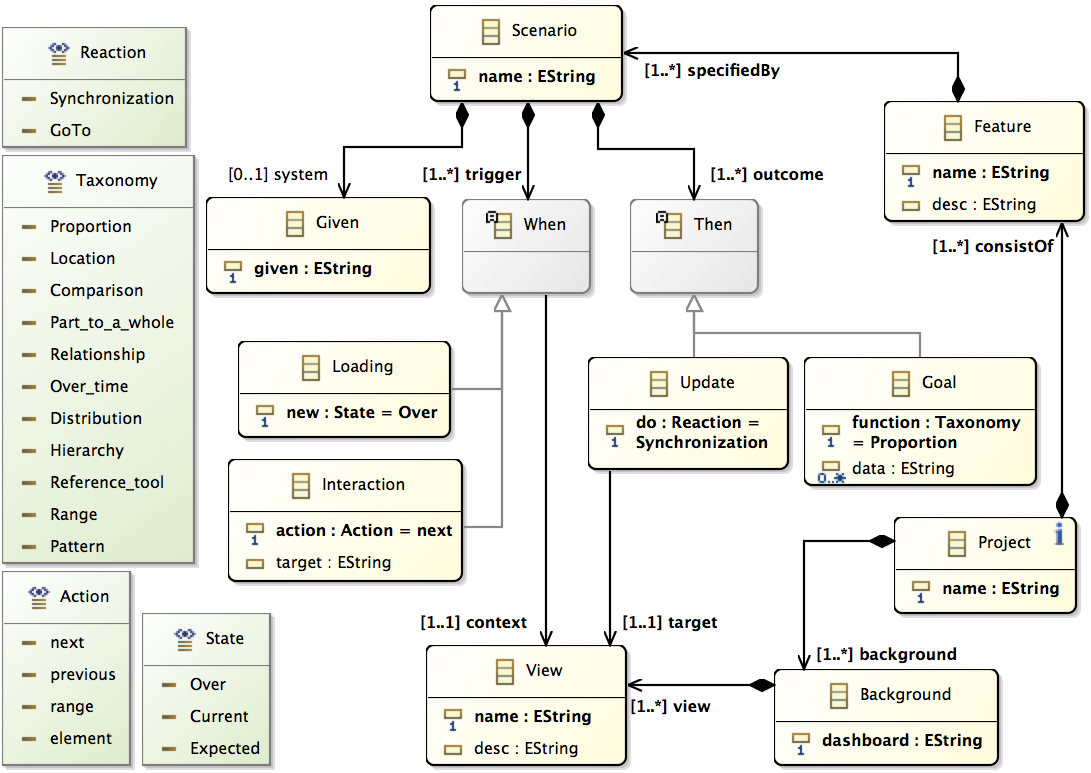 Reaction
Synchronization
GoTo
Taxonomy
Proportion
Location
Comparison
Part_to_a_whole
Relationship
Over_time
Distribution
Hierarchy
Reference_tool
Range
Pattern
Action
next
previous
range
element
State
Over
Current
Expected
Scenario
1
name : EString
[1..*] specifiedBy
Feature
1
name : EString
desc : EString
[0..1] system
[1..*] trigger
[1..*] outcome
[1..*] consistOf
Given
1
given : EString
When
Then
Loading
1
new : State = Over
Interaction
1
action : Action = next
target : EString
Update
1
do : Reaction =
Synchronization
Goal
1
function : Taxonomy
= Proportion
0..*
data : EString
Project
1
name : EString
[1..1] context
[1..1] target
[1..*] background
View
1
name : EString
desc : EString
[1..*] view
Background
1
dashboard : EString